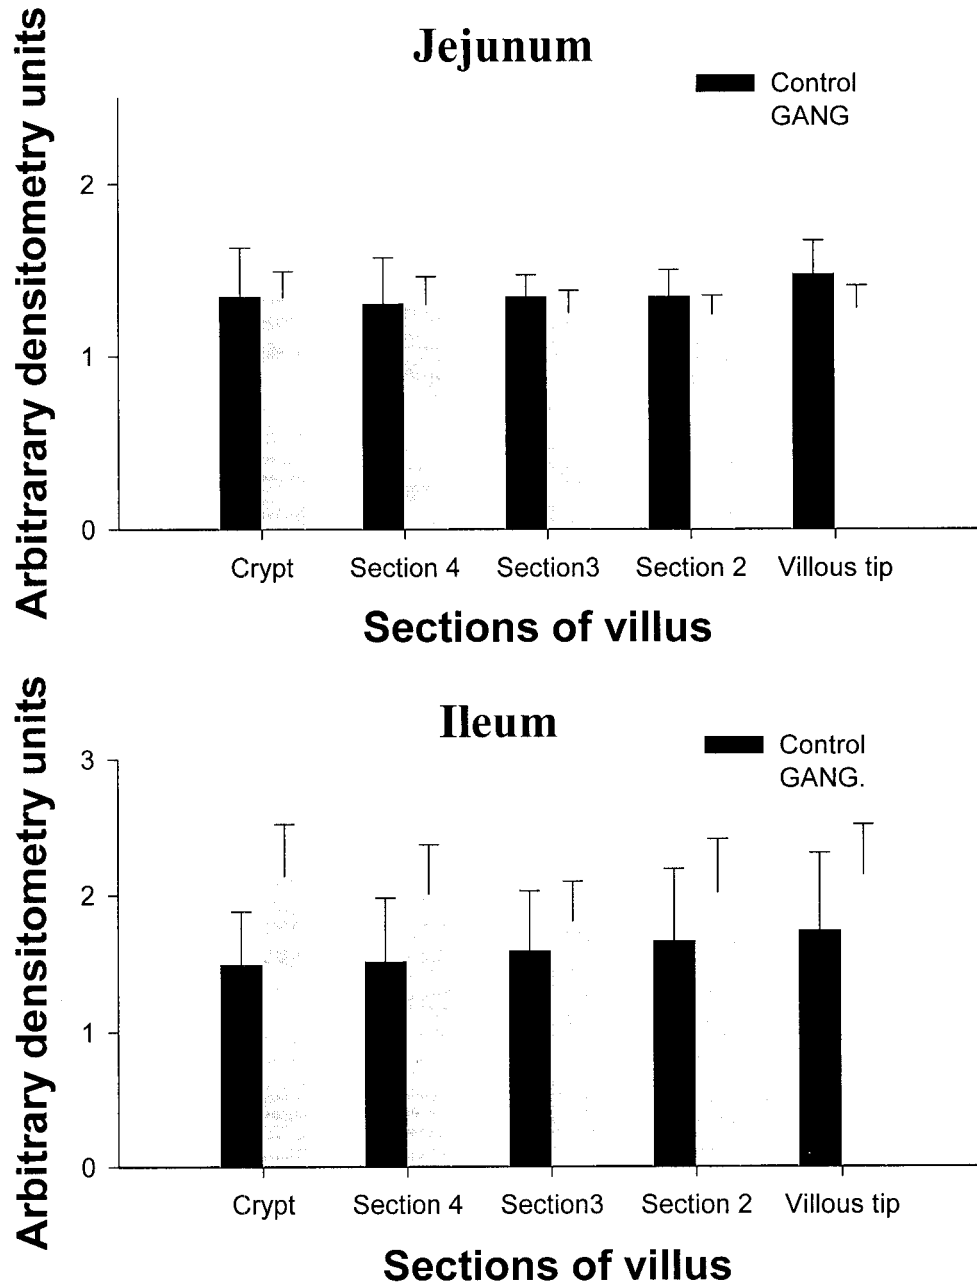 Jejunum
Control
GANG
Arbitrarary densitometry units
2
1
0
Crypt Section 4 Section3 Section 2 Villous tip
Sections of villus
Ileum
Control
GANG.
Arbitrary densitometry units
3
2
1
0
Crypt Section 4 Section3 Section 2 Villous tip
Sections of villus